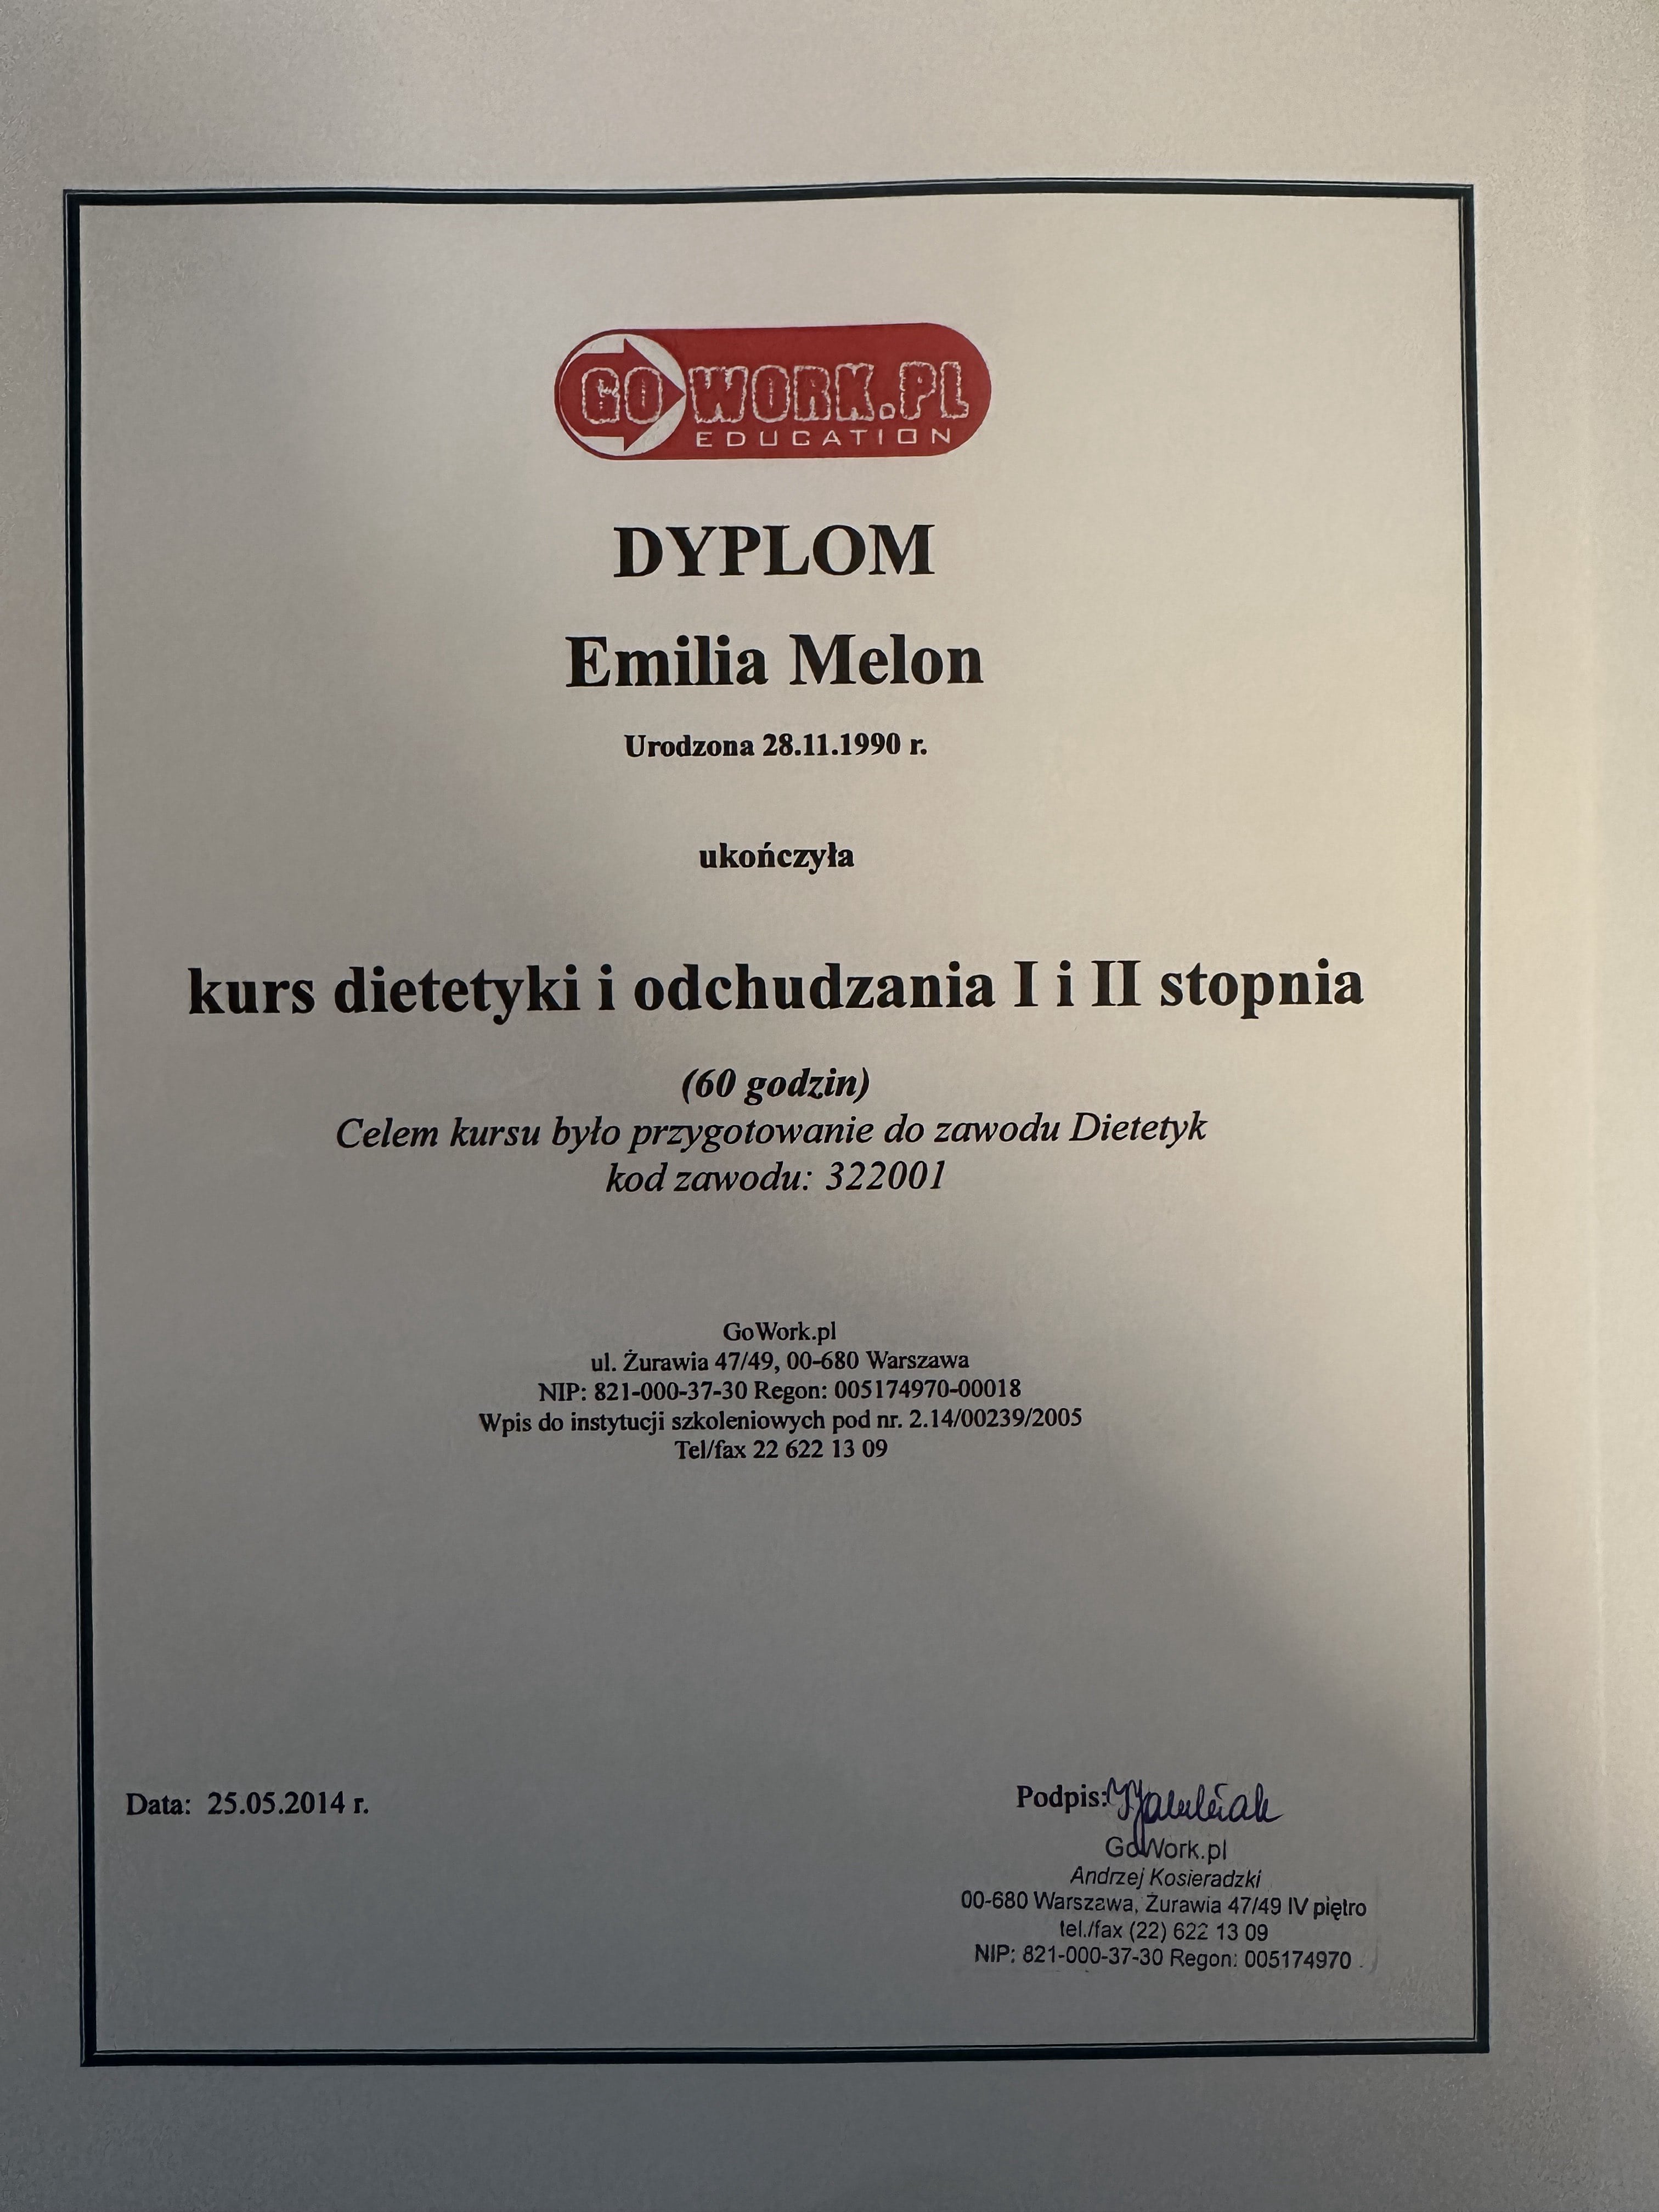 GO WORK.PL
EDUCATION
DYPLOM
Emilia Melon
Urodzona 28.11.1990 r.
ukończyła
kurs dietetyki i odchudzania I i II stopnia
(60 godzin)
Celem kursu było przygotowanie do zawodu Dietetyk
kod zawodu: 322001
GoWork.pl
ul. Żurawia 47/49, 00-680 Warszawa
NIP: 821-000-37-30 Regon: 005174970-00018
Wpis do instytucji szkoleniowych pod nr. 2.14/00239/2005
Tel/fax 22 622 13 09
Data: 25.05.2014 r.
Podpis:
GoWork.pl
Andrzej Kosieradzki
00-680 Warszawa, Żurawia 47/49 IV piętro
tel./fax (22) 622 13 09
NIP: 821-000-37-30 Regon: 005174970